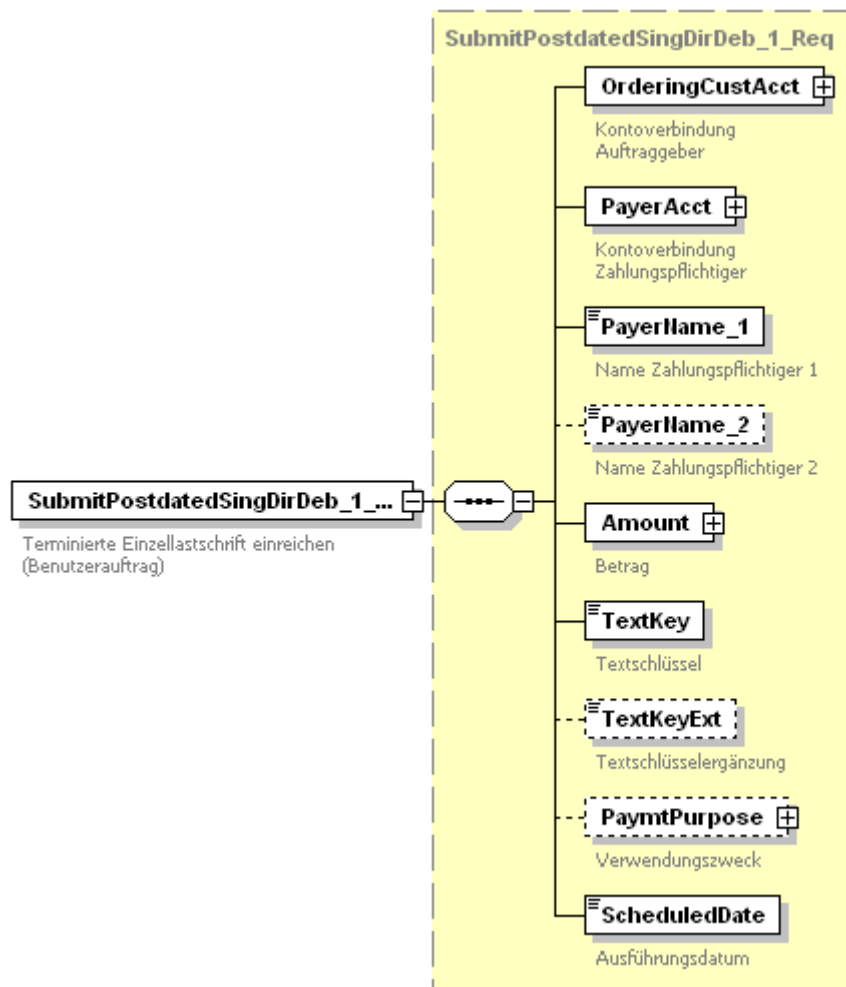 SubmitPostdatedSingDirDeb_1_Req
OrderingCustAcct
Kontoverbindung
Auftraggeber
PayerAcct
Kontoverbindung
Zahlungspflichtiger
PayerName_1
Name Zahlungspflichtiger 1
PayerName_2
Name Zahlungspflichtiger 2
SubmitPostdatedSingDirDeb_1_...
Terminierte Einzellastschrift einreichen
(Benutzerauftrag)
Amount
Betrag
TextKey
Textschlüssel
TextKeyExt
Textschlüsselergänzung
PaymtPurpose
Verwendungszweck
ScheduledDate
Ausführungsdatum